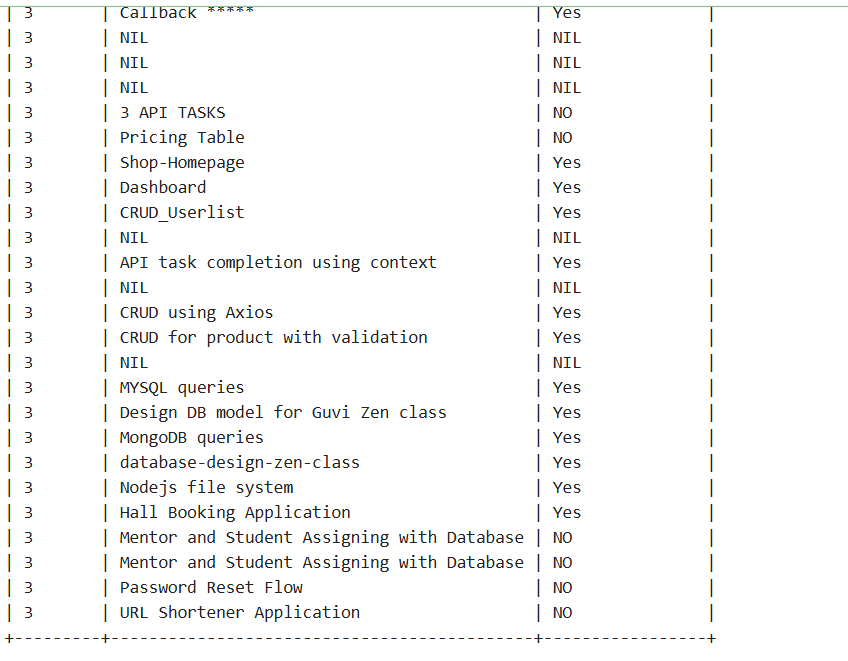 | 3 | Callback ***** | Yes |
| 3 | NIL | NIL |
| 3 | NIL | NIL |
| 3 | NIL | NIL |
| 3 | 3 API TASKS | NO |
| 3 | Pricing Table | NO |
| 3 | Shop-Homepage | Yes |
| 3 | Dashboard | Yes |
| 3 | CRUD_Userlist | Yes |
| 3 | NIL | NIL |
| 3 | API task completion using context | Yes |
| 3 | NIL | NIL |
| 3 | CRUD using Axios | Yes |
| 3 | CRUD for product with validation | Yes |
| 3 | NIL | NIL |
| 3 | MYSQL queries | Yes |
| 3 | Design DB model for Guvi Zen class | Yes |
| 3 | MongoDB queries | Yes |
| 3 | database-design-zen-class | Yes |
| 3 | Nodejs file system | Yes |
| 3 | Hall Booking Application | Yes |
| 3 | Mentor and Student Assigning with Database | NO |
| 3 | Mentor and Student Assigning with Database | NO |
| 3 | Password Reset Flow | NO |
| 3 | URL Shortener Application | NO |
+---------+--------------------------------------------+-----------------+